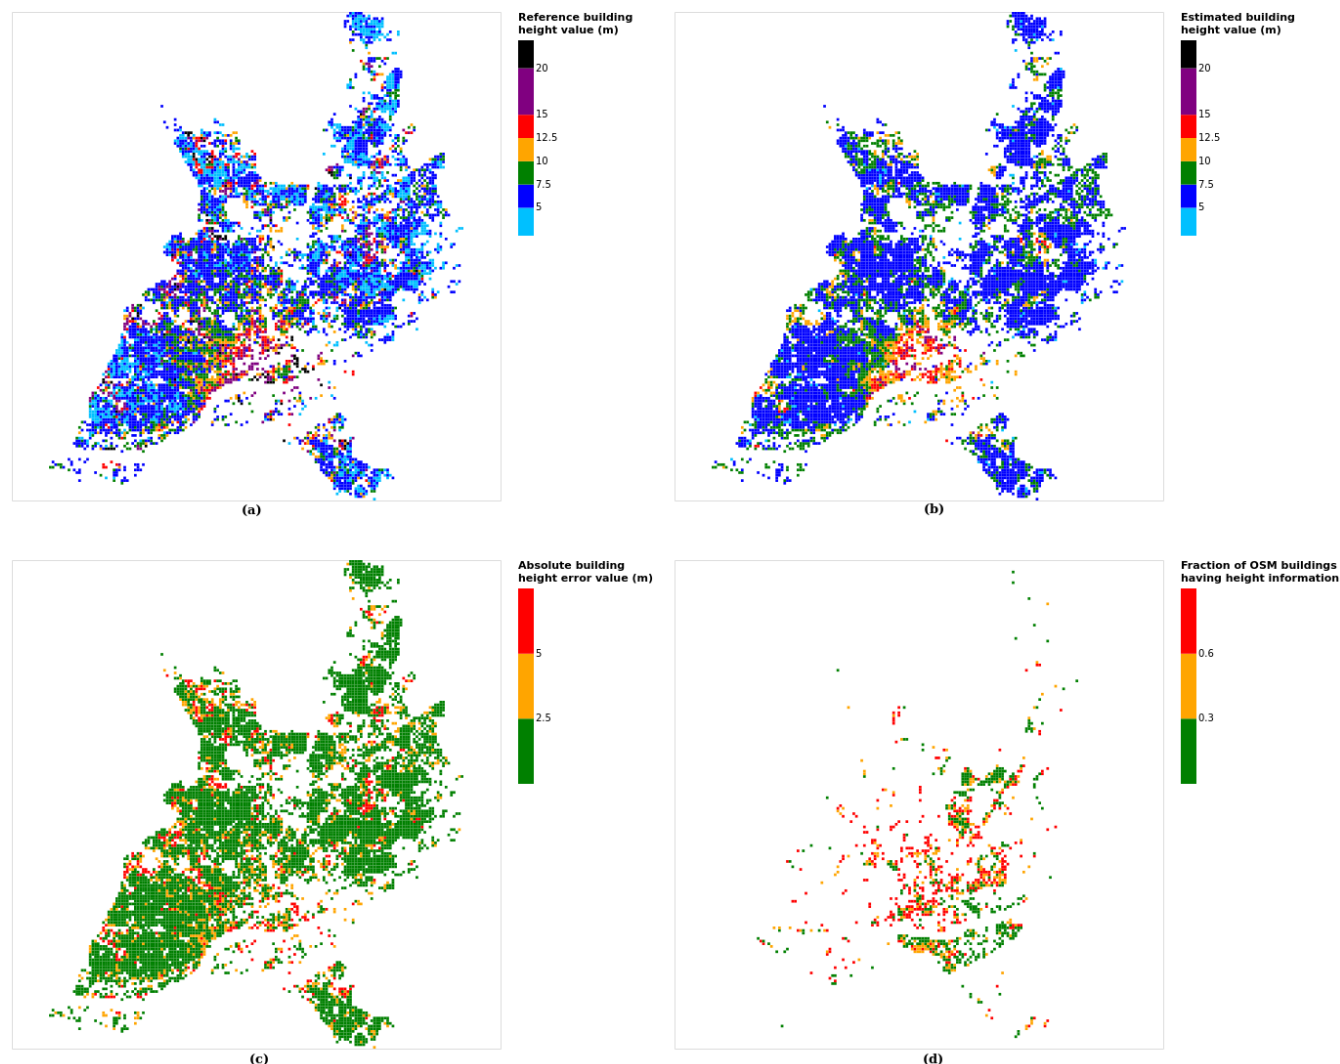 Reference building
height value (m)
20
15
12.5
10
7.5
5
(a)
Estimated building
height value (m)
20
15
12.5
10
7.5
5
(b)
Absolute building
height error value (m)
5
2.5
(c)
Fraction of OSM buildings
having height information
0.6
0.3
(d)